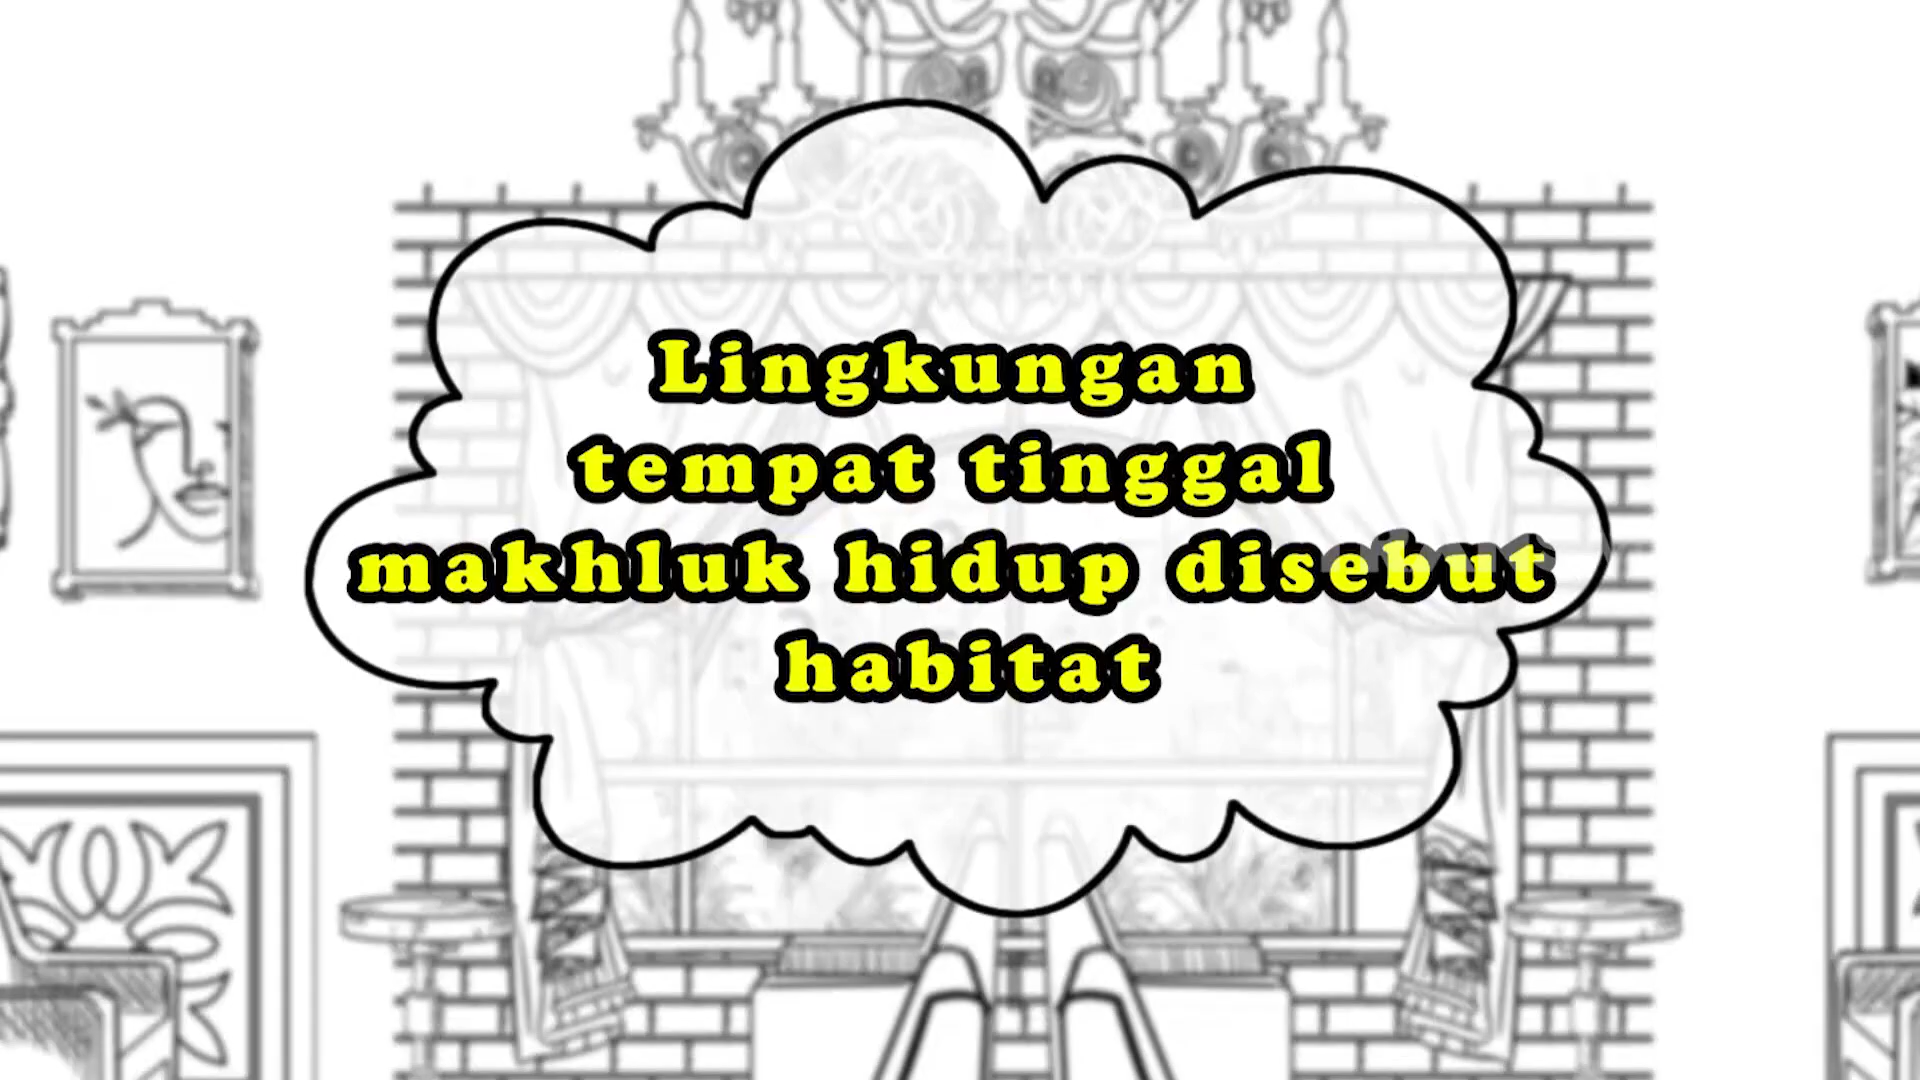 Lingkungan
tempat tinggal
makhluk hidup disebut
habitat